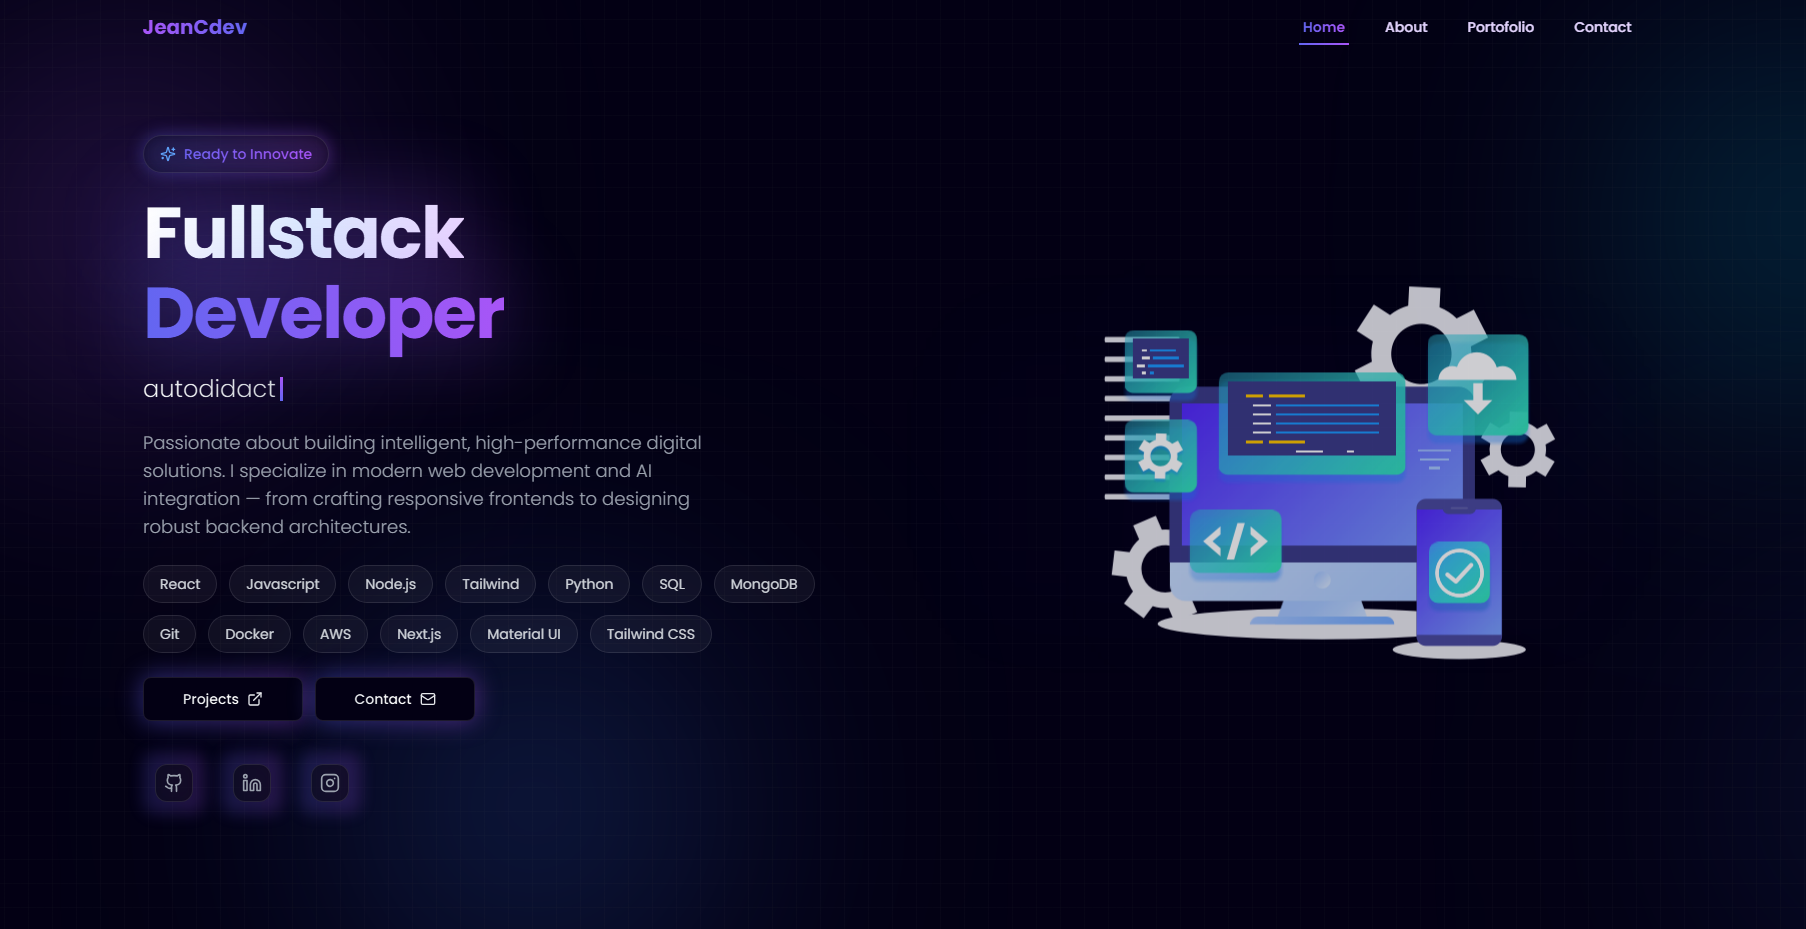 JeanCdev
Home About Portofolio Contact
Ready to Innovate
Fullstack
Developer
autodidact
Passionate about building intelligent, high-performance digital
solutions. I specialize in modern web development and AI
integration — from crafting responsive frontends to designing
robust backend architectures.
React Javascript Node.js Tailwind Python SQL MongoDB
Git Docker AWS Next.js Material UI Tailwind CSS
Projects Contact